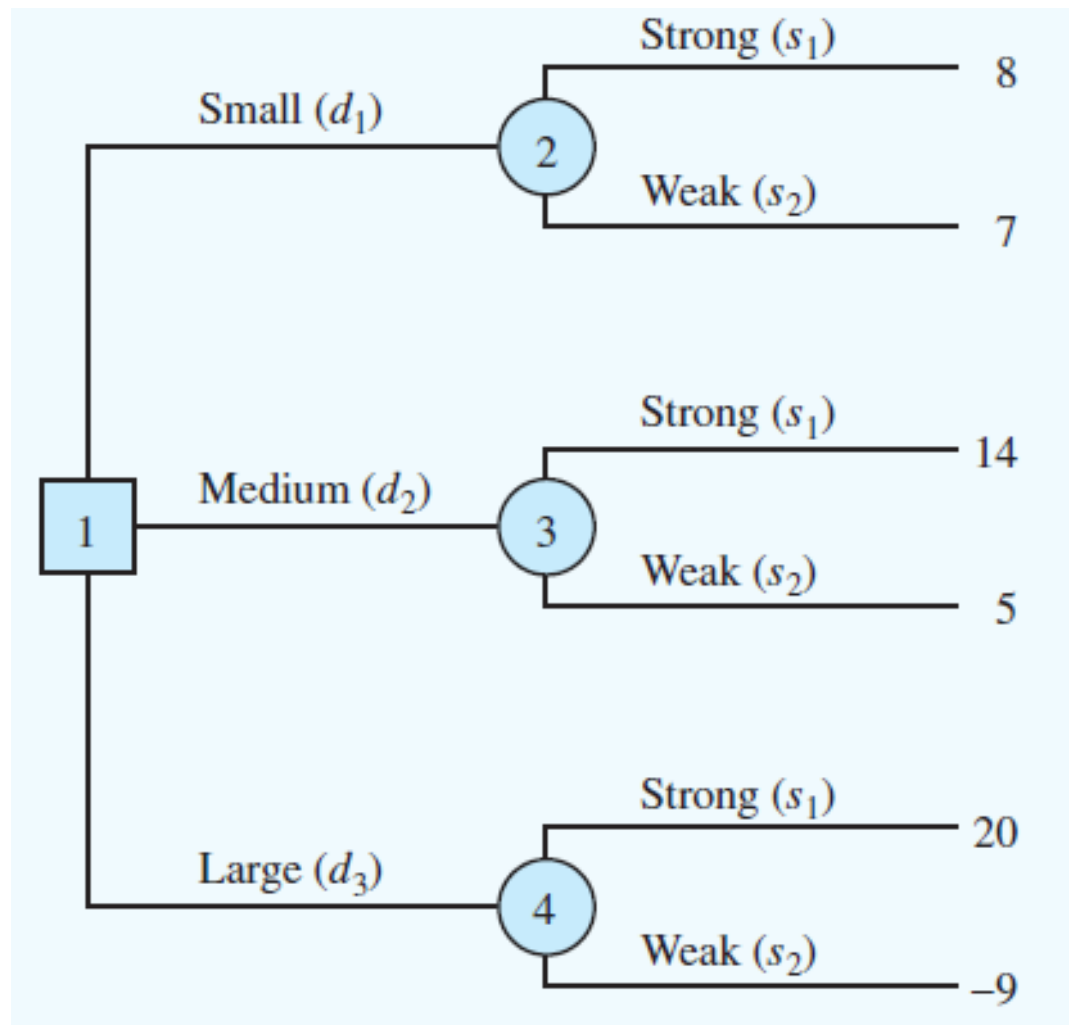 Strong (s₁)
8
Small (d₁)
2
Weak (s₂)
7
Strong (s₁)
14
Medium (d₂)
1
3
Weak (s₂)
5
Strong (s₁)
20
Large (d₃)
4
Weak (s₂)
–9